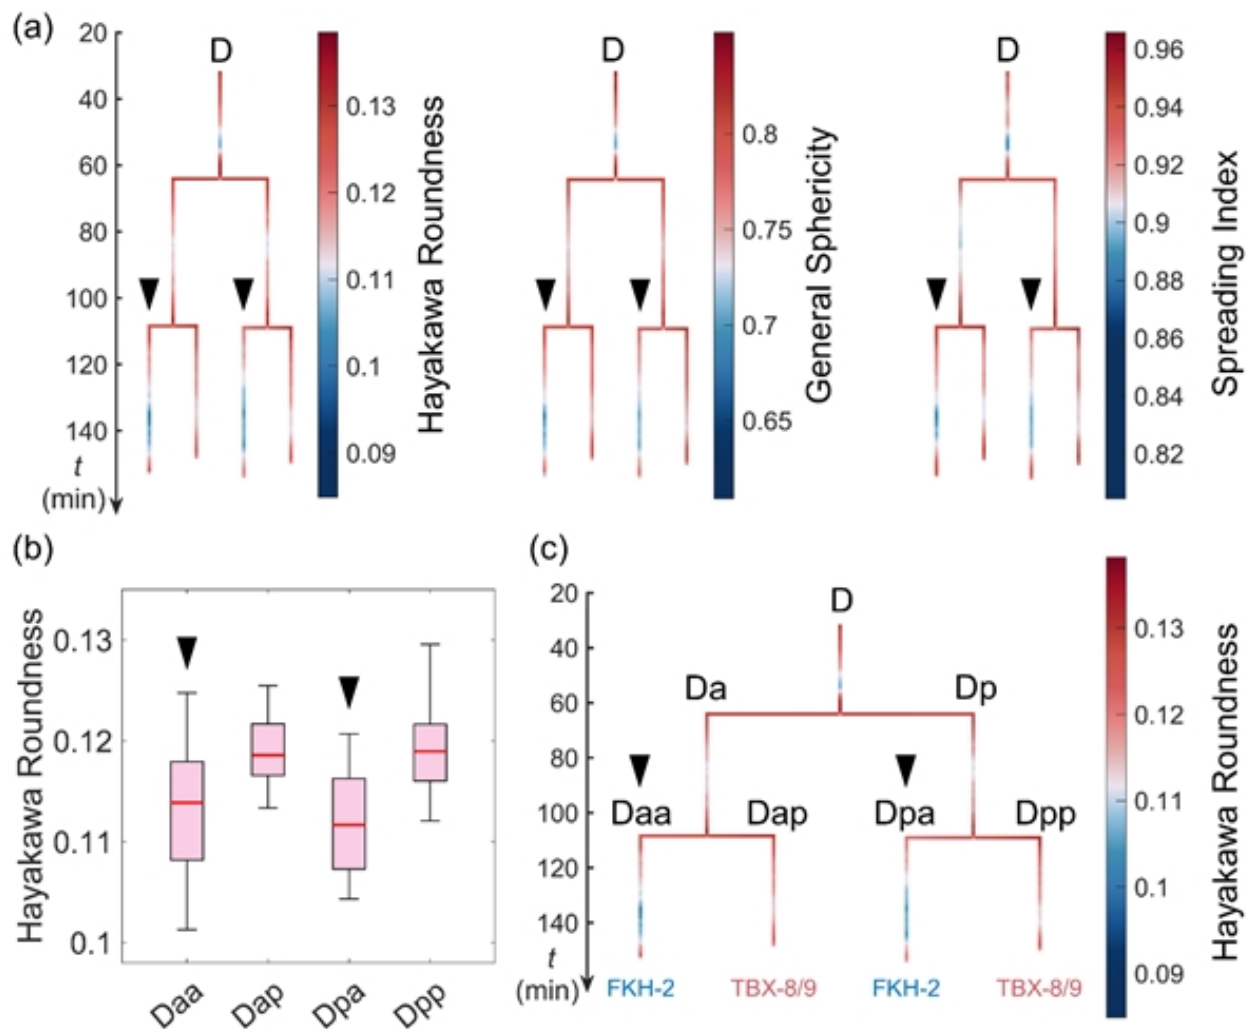 (a)
20
40
60
80
100
120
140
t
(min)
D
0.13
0.12
0.11
0.1
0.09
Hayakawa Roundness
D
0.8
0.75
0.7
0.65
General Sphericity
D
0.96
0.94
0.92
0.9
0.88
0.86
0.84
0.82
Spreading Index
(b)
Hayakawa Roundness
0.13
0.12
0.11
0.1
Daa
Dap
Dpa
Dpp
(c)
20
40
60
80
100
120
140
t
(min)
D
Da
Dp
Daa
Dap
Dpa
Dpp
FKH-2
TBX-8/9
FKH-2
TBX-8/9
0.13
0.12
0.11
0.1
0.09
Hayakawa Roundness